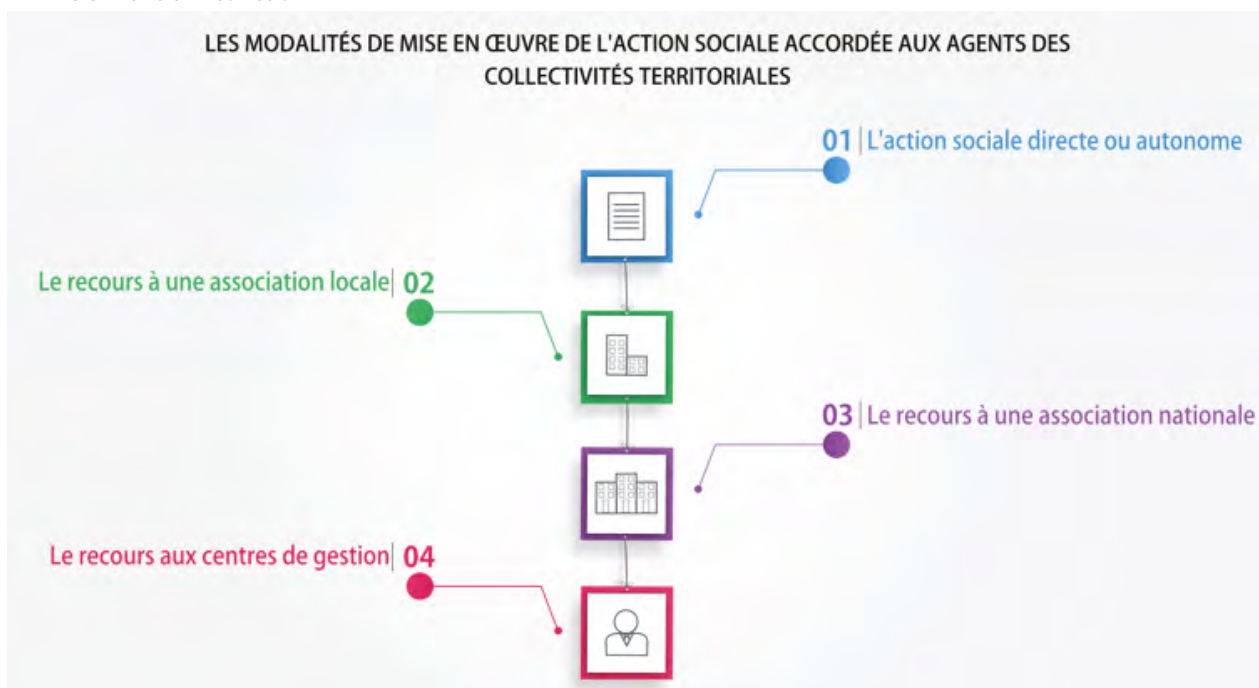 LES MODALITÉS DE MISE EN ŒUVRE DE L'ACTION SOCIALE ACCORDÉE AUX AGENTS DES
COLLECTIVITÉS TERRITORIALES
01 L'action sociale directe ou autonome
Le recours à une association locale 02
03 Le recours à une association nationale
Le recours aux centres de gestion 04